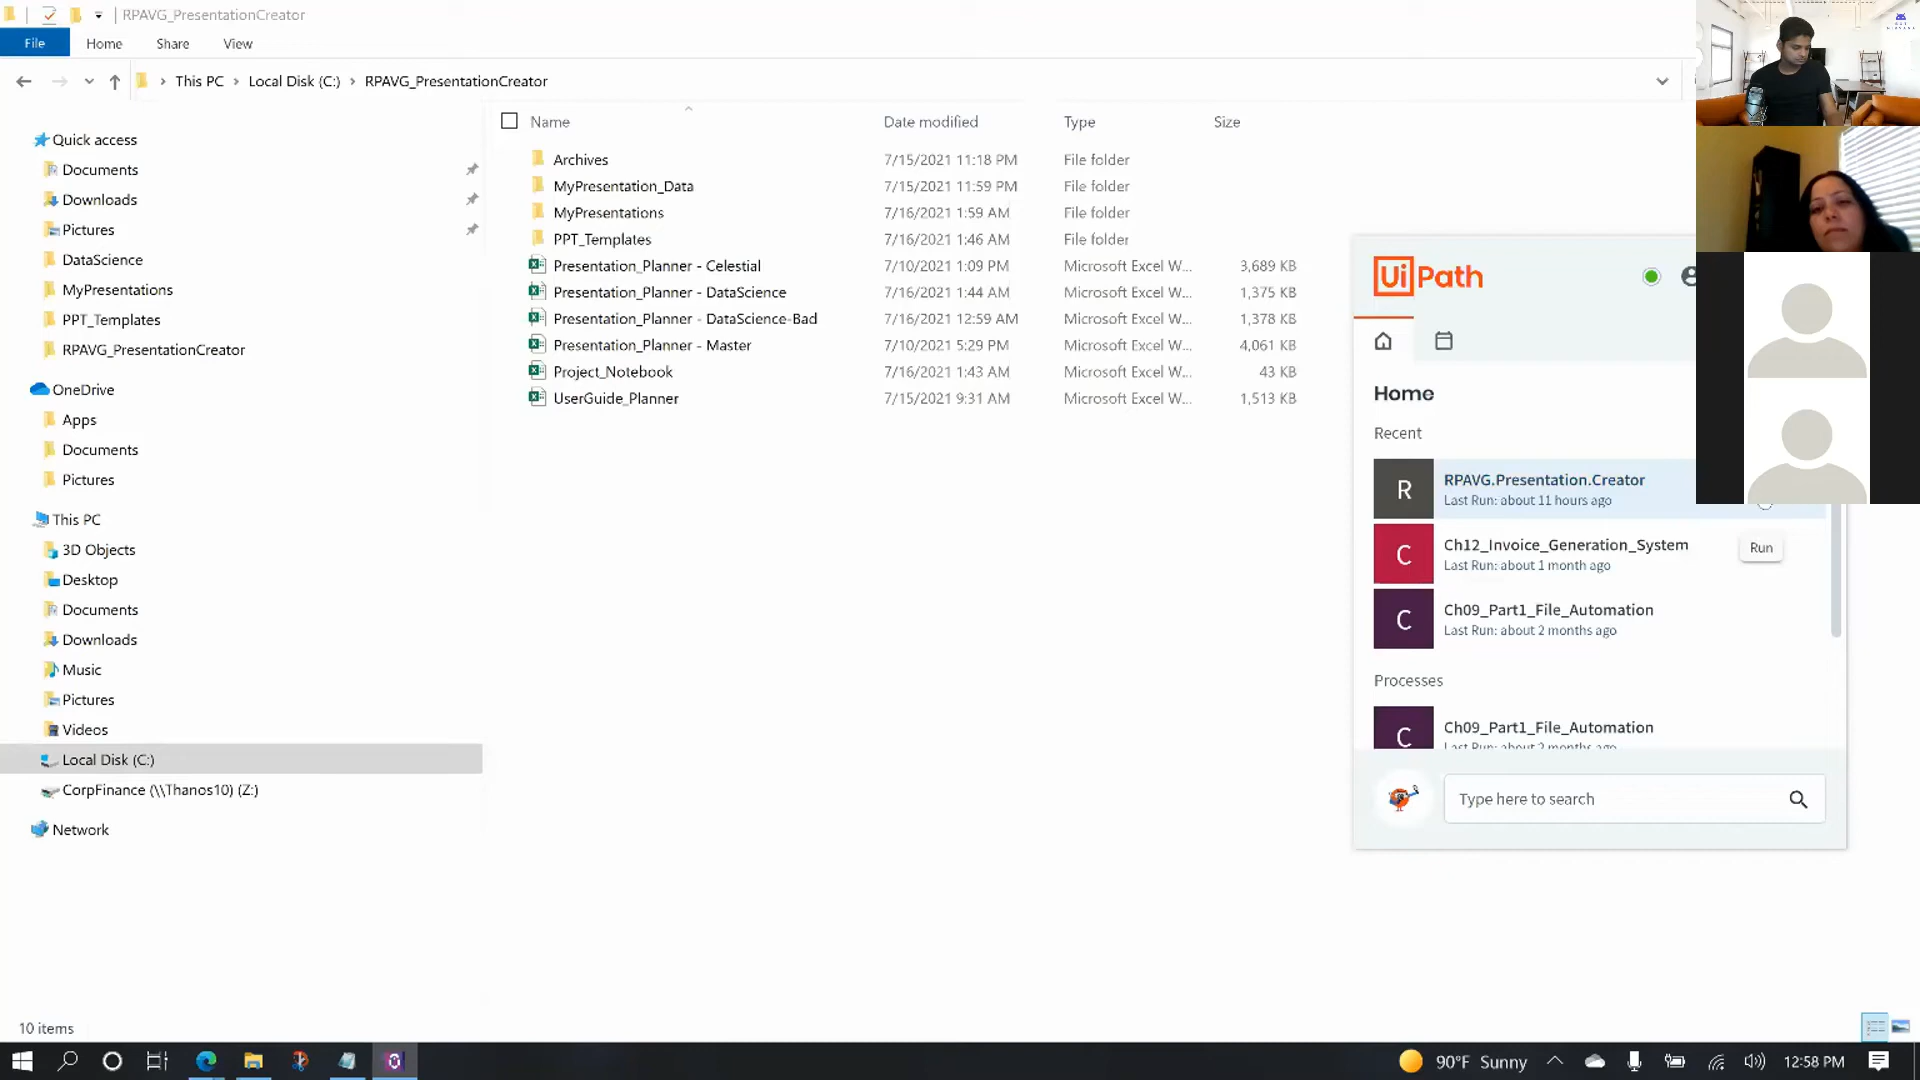 RPAVG_PresentationCreator
File Home Share View
This PC Local Disk (C:) RPAVG_PresentationCreator
Name Date modified Type Size
Quick access
Documents
Downloads
Pictures
DataScience
MyPresentations
PPT_Templates
RPAVG_PresentationCreator
OneDrive
Apps
Documents
Pictures
This PC
3D Objects
Desktop
Documents
Downloads
Music
Pictures
Videos
Local Disk (C:)
CorpFinance (\\Thanos10) (Z:)
Network
Archives 7/15/2021 11:18 PM File folder
MyPresentation_Data 7/15/2021 11:59 PM File folder
MyPresentations 7/16/2021 1:59 AM File folder
PPT_Templates 7/16/2021 1:46 AM File folder
Presentation_Planner - Celestial 7/10/2021 1:09 PM Microsoft Excel W... 3,689 KB
Presentation_Planner - DataScience 7/16/2021 1:44 AM Microsoft Excel W... 1,375 KB
Presentation_Planner - DataScience-Bad 7/16/2021 12:59 AM Microsoft Excel W... 1,378 KB
Presentation_Planner - Master 7/10/2021 5:29 PM Microsoft Excel W... 4,061 KB
Project_Notebook 7/16/2021 1:43 AM Microsoft Excel W... 43 KB
UserGuide_Planner 7/15/2021 9:31 AM Microsoft Excel W... 1,513 KB
UiPath
Home
Recent
R RPAVG.Presentation.Creator
Last Run: about 11 hours ago
C Ch12_Invoice_Generation_System Run
Last Run: about 1 month ago
C Ch09_Part1_File_Automation
Last Run: about 2 months ago
Processes
C Ch09_Part1_File_Automation
Last Run: about 2 months ago
Type here to search
10 items
90°F Sunny 12:58 PM